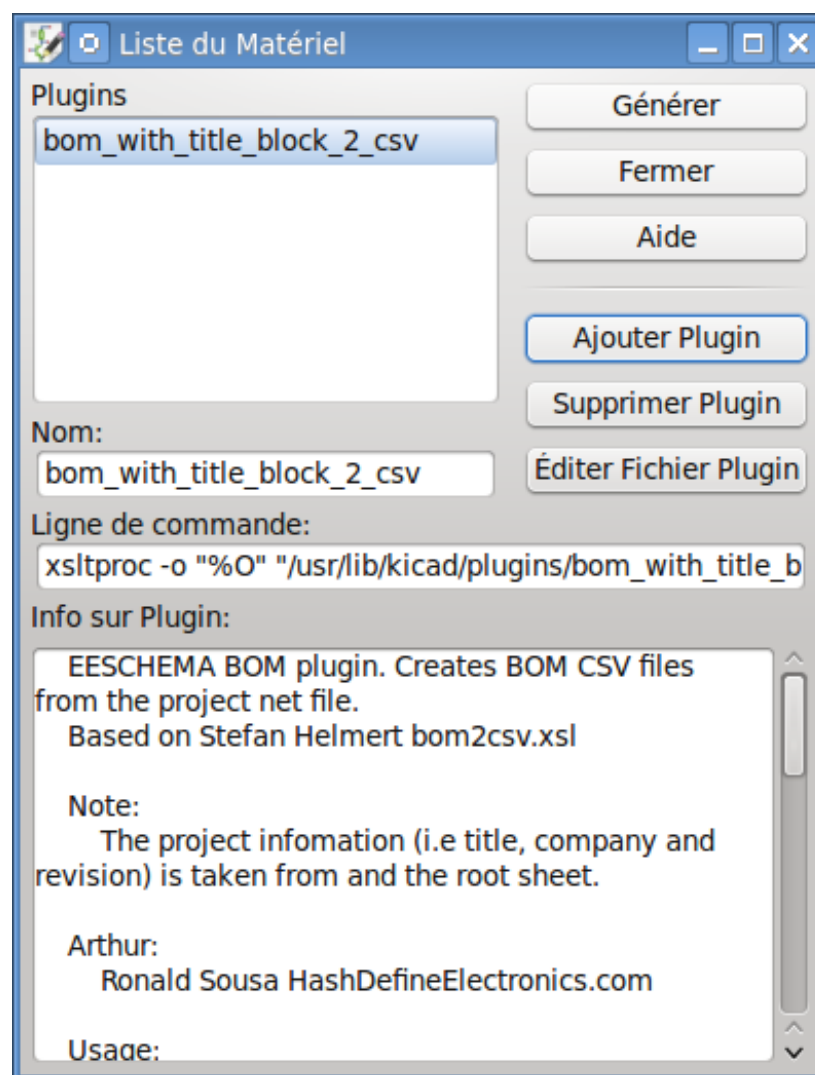 Liste du Matériel
Plugins
bom_with_title_block_2_csv
Générer
Fermer
Aide
Ajouter Plugin
Supprimer Plugin
Éditer Fichier Plugin
Nom:
bom_with_title_block_2_csv
Ligne de commande:
xsltproc -o "%O" "/usr/lib/kicad/plugins/bom_with_title_b
Info sur Plugin:
EESCHEMA BOM plugin. Creates BOM CSV files
from the project net file.
Based on Stefan Helmert bom2csv.xsl
Note:
The project infomation (i.e title, company and
revision) is taken from and the root sheet.
Arthur:
Ronald Sousa HashDefineElectronics.com
Usage: